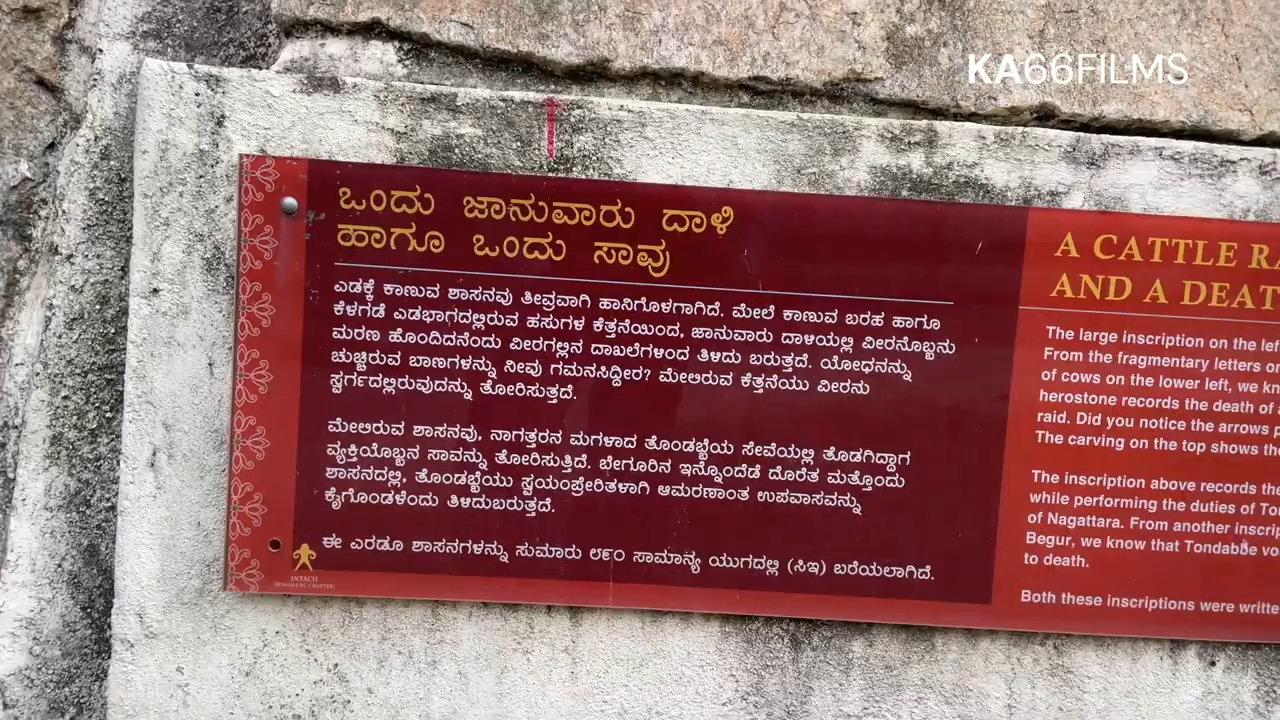 KA66FILMS
ಒಂದು ಜಾನುವಾರು ದಾಳಿ
ಹಾಗೂ ಒಂದು ಸಾವು
ಎಡಕ್ಕೆ ಕಾಣುವ ಶಾಸನವು ತೀವ್ರವಾಗಿ ಹಾನಿಗೊಳಗಾಗಿದೆ. ಮೇಲೆ ಕಾಣುವ ಬರಹ ಹಾಗೂ
ಕೆಳಗಡೆ ಎಡಭಾಗದಲ್ಲಿರುವ ಹಸುಗಳ ಕೆತ್ತನೆಯಿಂದ, ಜಾನುವಾರು ದಾಳಿಯಲ್ಲಿ ವೀರನೊಬ್ಬನು
ಮರಣ ಹೊಂದಿದನೆಂದು ವೀರಗಲ್ಲಿನ ದಾಖಲೆಗಳಿಂದ ತಿಳಿದು ಬರುತ್ತದೆ. ಯೋಧನನ್ನು
ಚುಚ್ಚಿರುವ ಬಾಣಗಳನ್ನು ನೀವು ಗಮನಸಿದ್ದೀರ? ಮೇಲಿರುವ ಕೆತ್ತನೆಯು ವೀರನು
ಸ್ವರ್ಗದಲ್ಲಿರುವುದನ್ನು ತೋರಿಸುತ್ತದೆ.
ಮೇಲಿರುವ ಶಾಸನವು, ನಾಗತ್ತರನ ಮಗಳಾದ ತೊಂಡಬ್ಬೆಯ ಸೇವೆಯಲ್ಲಿ ತೊಡಗಿದ್ದಾಗ
ವ್ಯಕ್ತಿಯೊಬ್ಬನ ಸಾವನ್ನು ತೋರಿಸುತ್ತಿದೆ. ಬೇಗೂರಿನ ಇನ್ನೊಂದೆಡೆ ದೊರೆತ ಮತ್ತೊಂದು
ಶಾಸನದಲ್ಲಿ, ತೊಂಡಬ್ಬೆಯು ಸ್ವಯಂಪ್ರೇರಿತಳಾಗಿ ಆಮರಣಾಂತ ಉಪವಾಸವನ್ನು
ಕೈಗೊಂಡಳೆಂದು ತಿಳಿದುಬರುತ್ತದೆ.
ಈ ಎರಡೂ ಶಾಸನಗಳನ್ನು ಸುಮಾರು ೮೯೦ ಸಾಮಾನ್ಯ ಯುಗದಲ್ಲಿ (ಸಿಇ) ಬರೆಯಲಾಗಿದೆ.
INTACH
(BENGALURU CHAPTER)
A CATTLE RA
AND A DEAT
The large inscription on the lef
From the fragmentary letters or
of cows on the lower left, we kn
herostone records the death of
raid. Did you notice the arrows p
The carving on the top shows the
The inscription above records the
while performing the duties of Ton
of Nagattara. From another inscrip
Begur, we know that Tondabbe vo
to death.
Both these inscriptions were writte